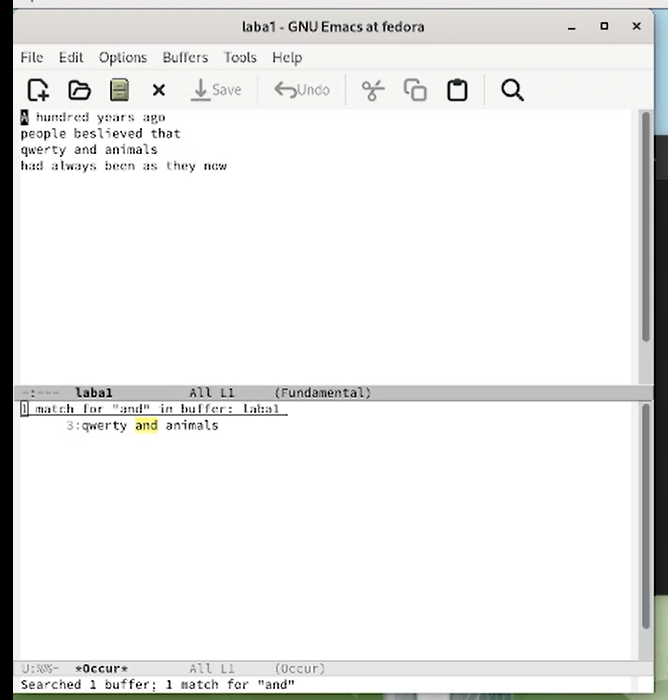 laba1 - GNU Emacs at fedora
File Edit Options Buffers Tools Help
Save Undo
A hundred years ago
people beslieved that
qwerty and animals
had always been as they now
-:--- laba1 All L1 (Fundamental)
1 match for "and" in buffer: laba1
3:qwerty and animals
U:%%- *Occur* All L1 (Occur)
Searched 1 buffer; 1 match for "and"